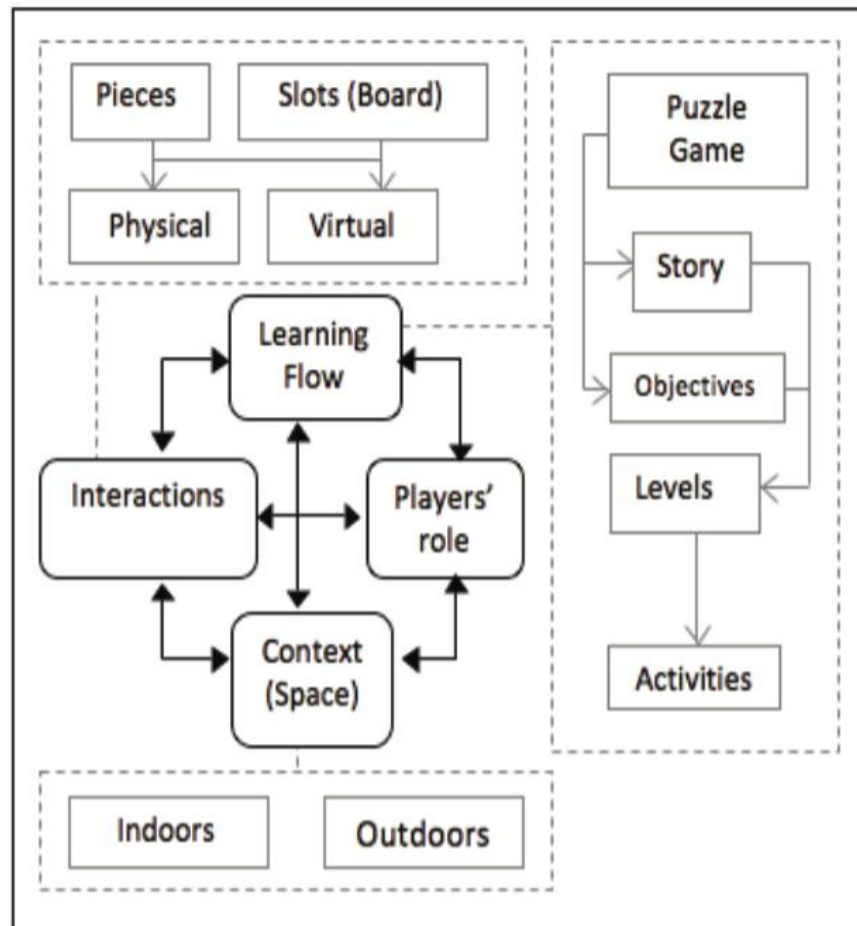 Pieces
Slots (Board)
Physical
Virtual
Puzzle
Game
Story
Objectives
Levels
Activities
Learning
Flow
Interactions
Players'
role
Context
(Space)
Indoors
Outdoors